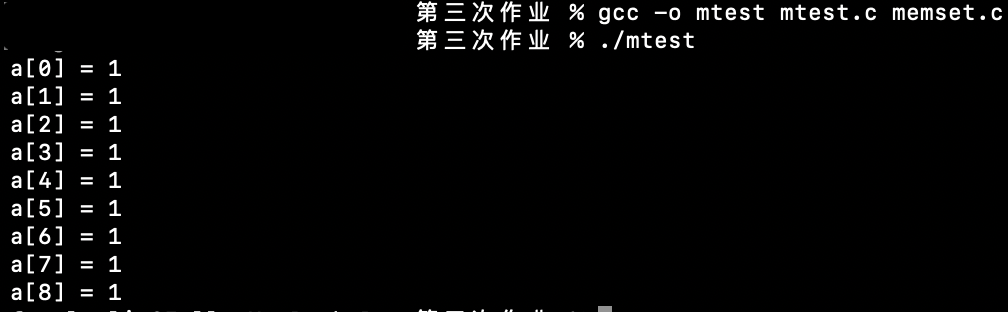 第三次作业 % gcc -o mtest mtest.c memset.c
第三次作业 % ./mtest
a[0] = 1
a[1] = 1
a[2] = 1
a[3] = 1
a[4] = 1
a[5] = 1
a[6] = 1
a[7] = 1
a[8] = 1